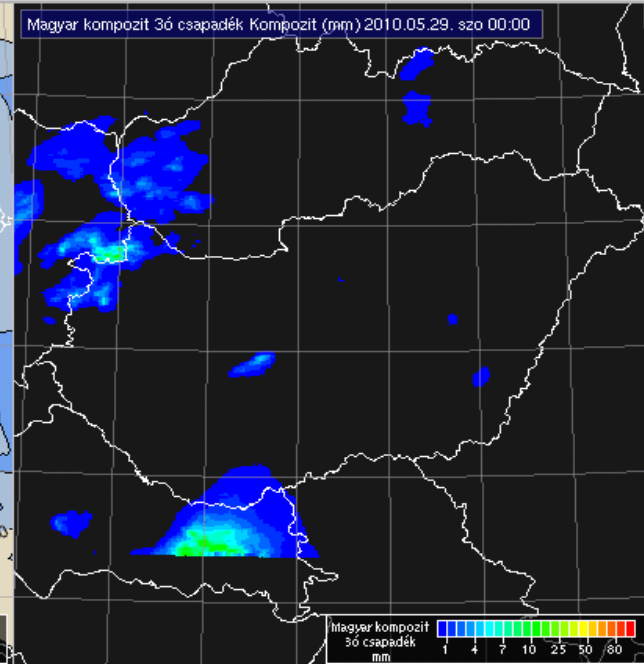 Magyar kompozit 3ó csapadék Kompozit (mm) 2010.05.29. szo 00:00
Magyar kompozit
3ó csapadék
mm
1 4 7 10 25 50 80